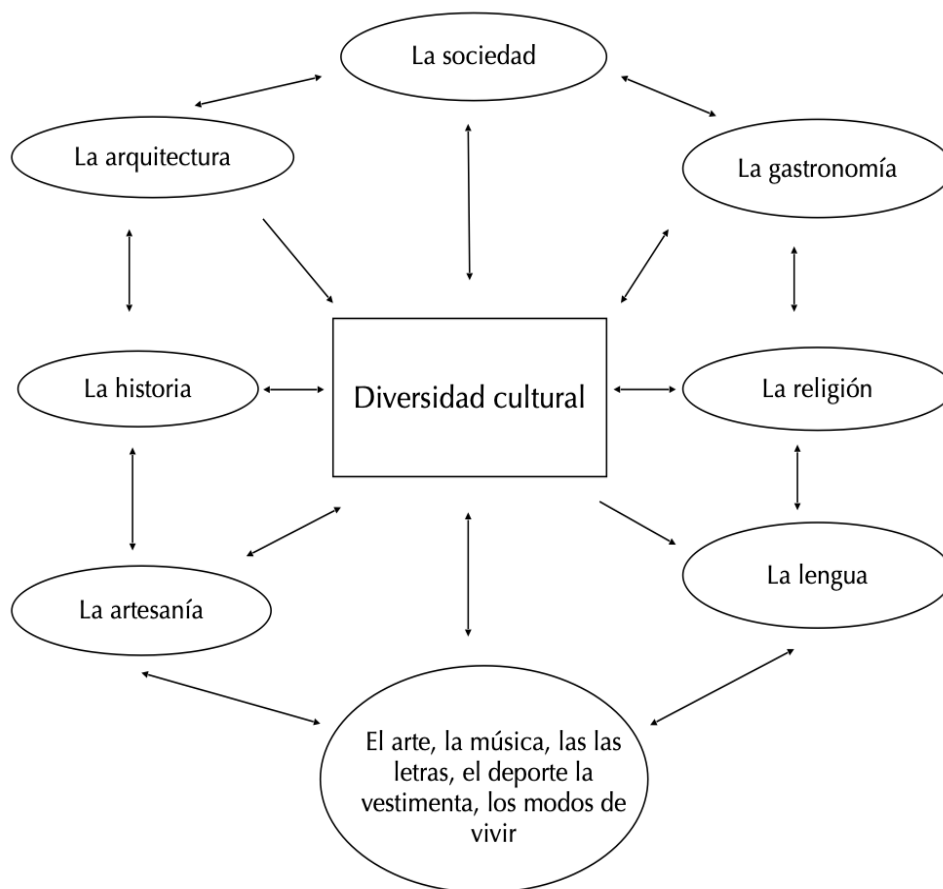 La sociedad
La arquitectura
La gastronomía
La historia
Diversidad cultural
La religión
La artesanía
La lengua
El arte, la música, las las
letras, el deporte la
vestimenta, los modos de
vivir